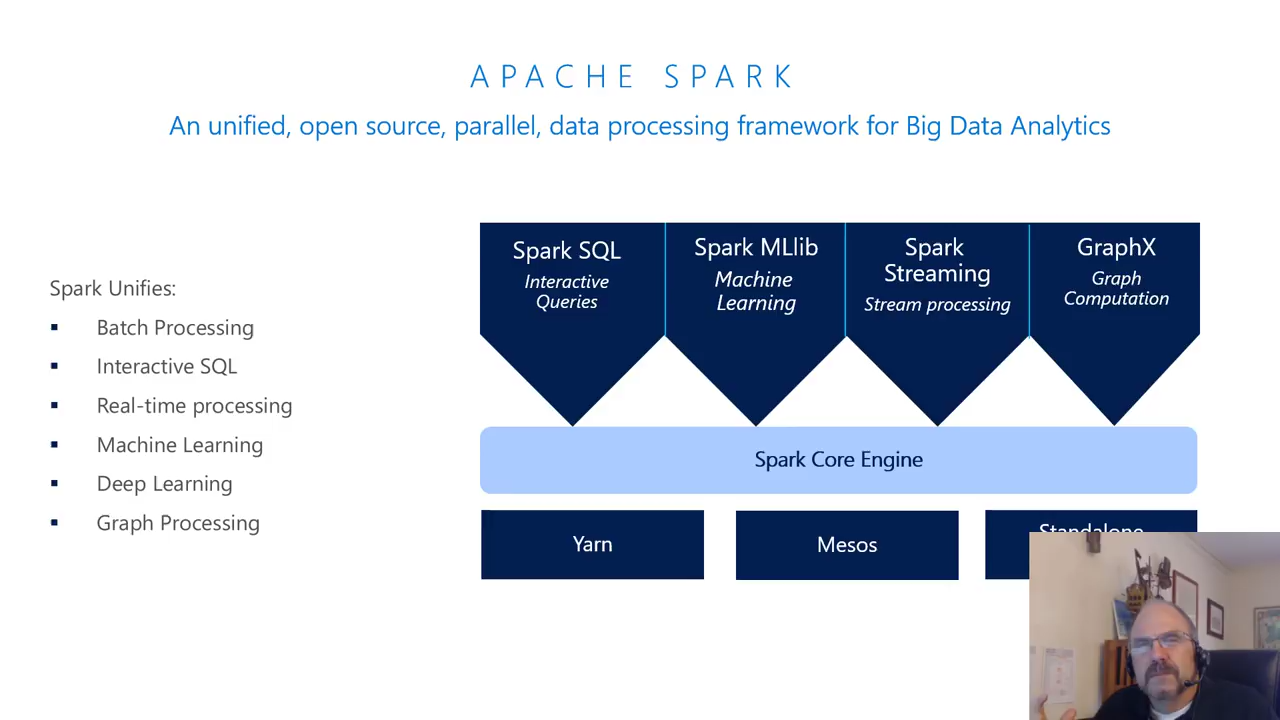 APACHE SPARK
An unified, open source, parallel, data processing framework for Big Data Analytics
Spark Unifies:
Batch Processing
Interactive SQL
Real-time processing
Machine Learning
Deep Learning
Graph Processing
Spark SQL
Interactive
Queries
Spark MLlib
Machine
Learning
Spark
Streaming
Stream processing
GraphX
Graph
Computation
Spark Core Engine
Yarn
Mesos
Standalone